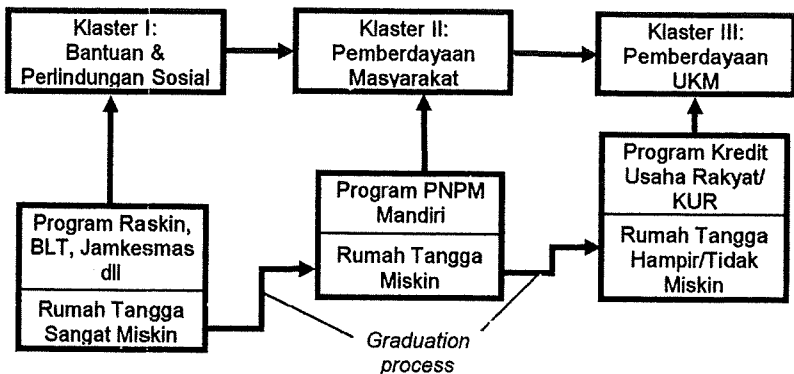 Klaster I:
Bantuan &
Perlindungan Sosial
Klaster II:
Pemberdayaan
Masyarakat
Klaster III:
Pemberdayaan
UKM
Program Raskin,
BLT, Jamkesmas
dll
Rumah Tangga
Sangat Miskin
Program PNPM
Mandiri
Rumah Tangga
Miskin
Program Kredit
Usaha Rakyat/
KUR
Rumah Tangga
Hampir/Tidak
Miskin
Graduation
process